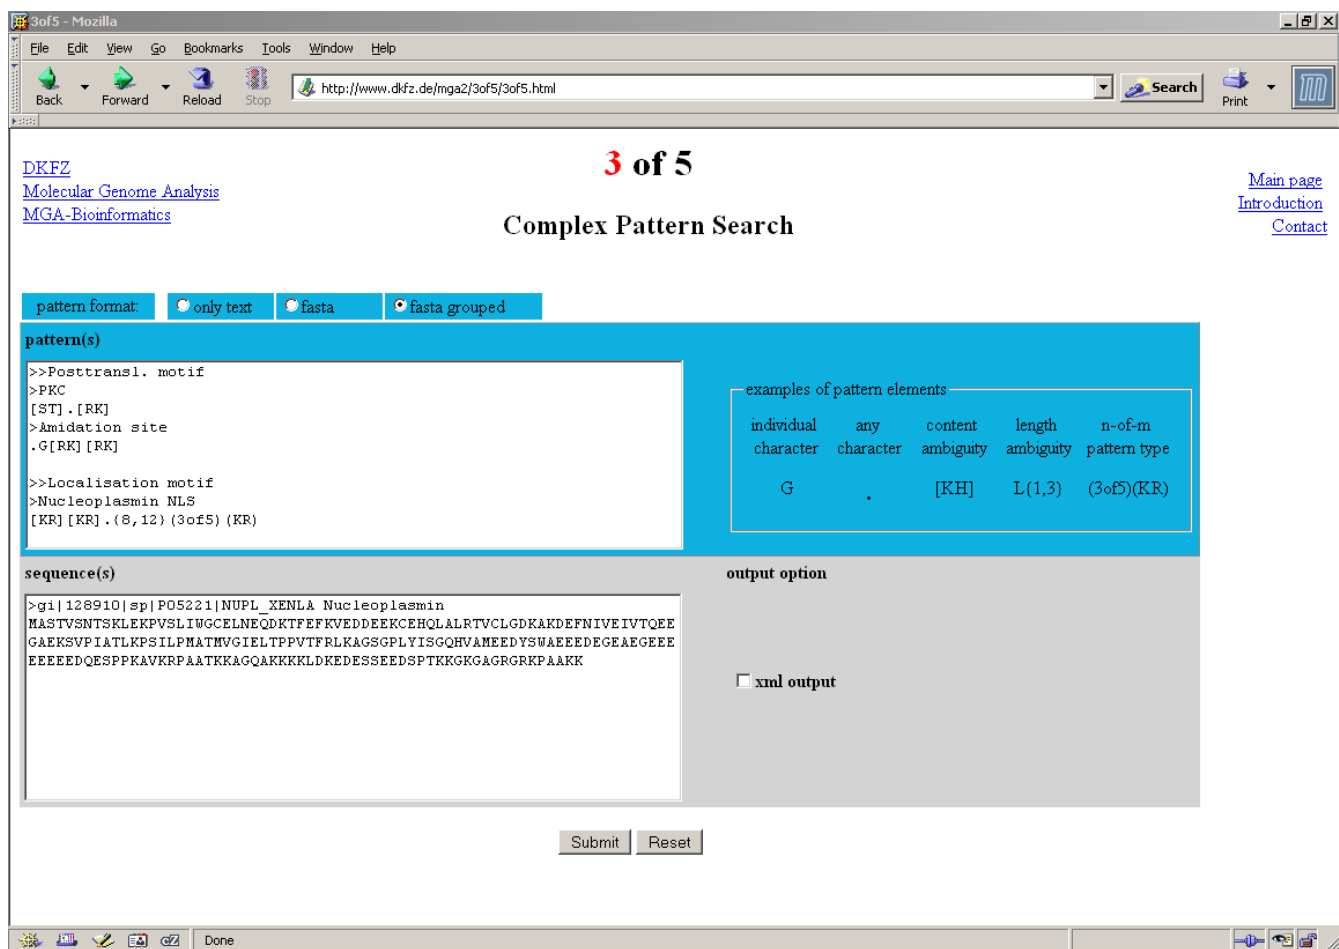 3of5 - Mozilla
File Edit View Go Bookmarks Tools Window Help
Back Forward Reload Stop http://www.dkfz.de/mga2/3of5/3of5.html Search Print
DKFZ
Molecular Genome Analysis
MGA-Bioinformatics
3 of 5
Complex Pattern Search
Main page
Introduction
Contact
pattern format: only text fasta fasta grouped
pattern(s)
>>Posttransl. motif
>PKC
[ST].[RK]
>Amidation site
.G[RK][RK]
>>Localisation motif
>Nucleoplasmin NLS
[KR][KR].{8,12}(3of5)(KR)
examples of pattern elements
individual any content length n-of-m
character character ambiguity ambiguity pattern type
G . [KH] L{1,3} (3of5)(KR)
sequence(s)
>gi|128910|sp|P05221|NUPL_XENLA Nucleoplasmin
MASTVSNTSKLEKPVSLIWGCELNEQDKTFEFKVEDDEEKCEHQLALRTVCLGDKAKDEFNIVEIVTQEE
GAEKSVPIATLKPSILPMATMVGIELTPPVTFRLKAGSGPLYISGQHVAMEEDYSWAEEEDEGEAEGEEE
EEEEEDQESPPKAVKRPAATKKAGQAKKKKLDKEDESSEEDSPTKKGKGAGRGRKPAAKK
output option
xml output
Submit Reset
Done